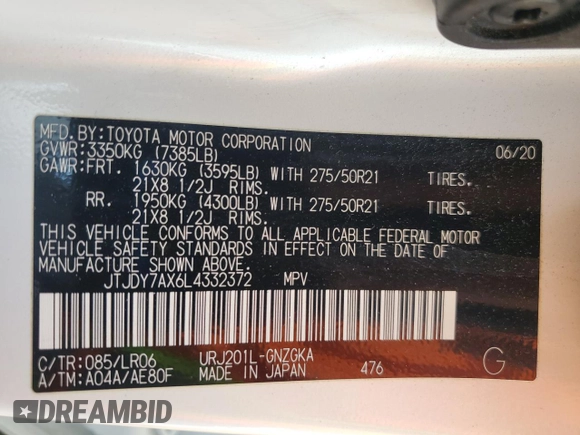 MFD.BY:TOYOTA MOTOR CORPORATION 06/20
GVWR:3350KG (7385LB)
GAWR:FRT. 1630KG (3595LB) WITH 275/50R21 TIRES.
21X8 1/2J RIMS.
RR. 1950KG (4300LB) WITH 275/50R21 TIRES.
21X8 1/2J RIMS.
THIS VEHICLE CONFORMS TO ALL APPLICABLE FEDERAL MOTOR
VEHICLE SAFETY STANDARDS IN EFFECT ON THE DATE OF
MANUFACTURE SHOWN ABOVE.
JTJDY7AX6L4332372 MPV
C/TR:085/LR06 URJ201L-GNZGKA
A/TM:A04A/AE80F MADE IN JAPAN 476 G
DREAMBID